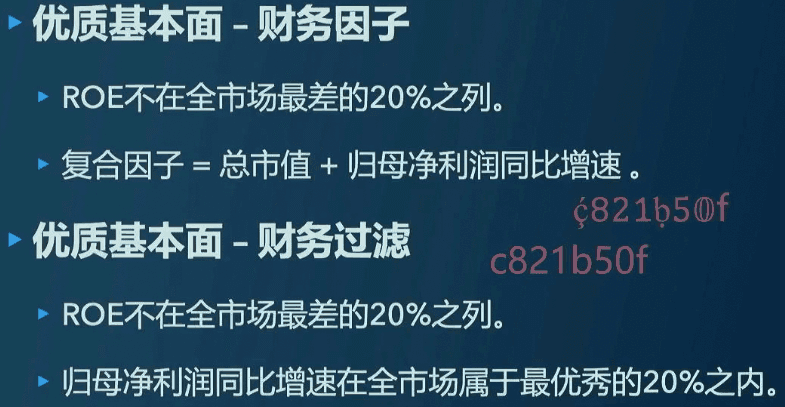 优质基本面 – 财务因子
ROE不在全市场最差的20%之列。
复合因子 = 总市值 + 归母净利润同比增速 。
ḉ821ḅ5𝟘f
优质基本面 – 财务过滤
c821b50f
ROE不在全市场最差的20%之列。
归母净利润同比增速在全市场属于最优秀的20%之内。